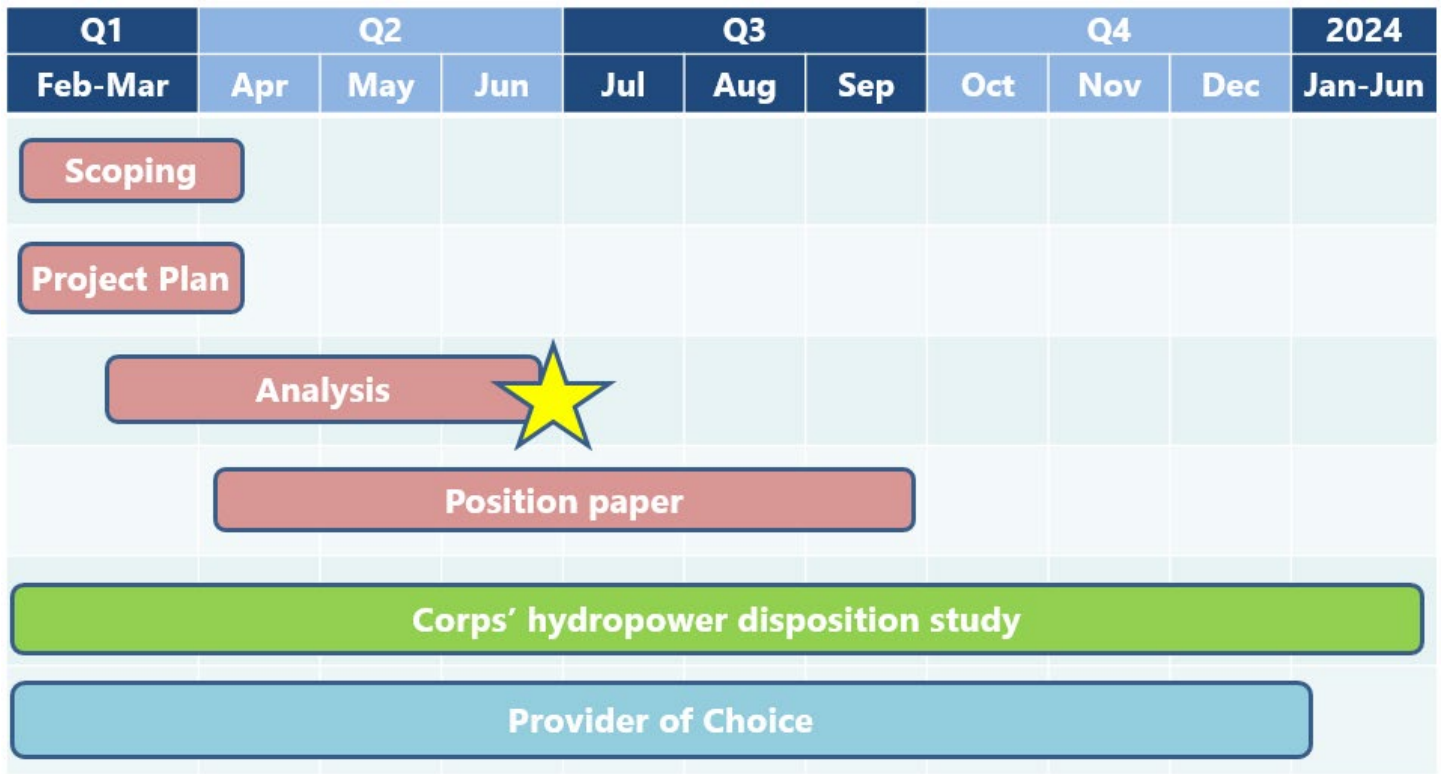 Q1 Q2 Q3 Q4 2024
Feb-Mar Apr May Jun Jul Aug Sep Oct Nov Dec Jan-Jun
Scoping
Project Plan
Analysis
Position paper
Corps’ hydropower disposition study
Provider of Choice